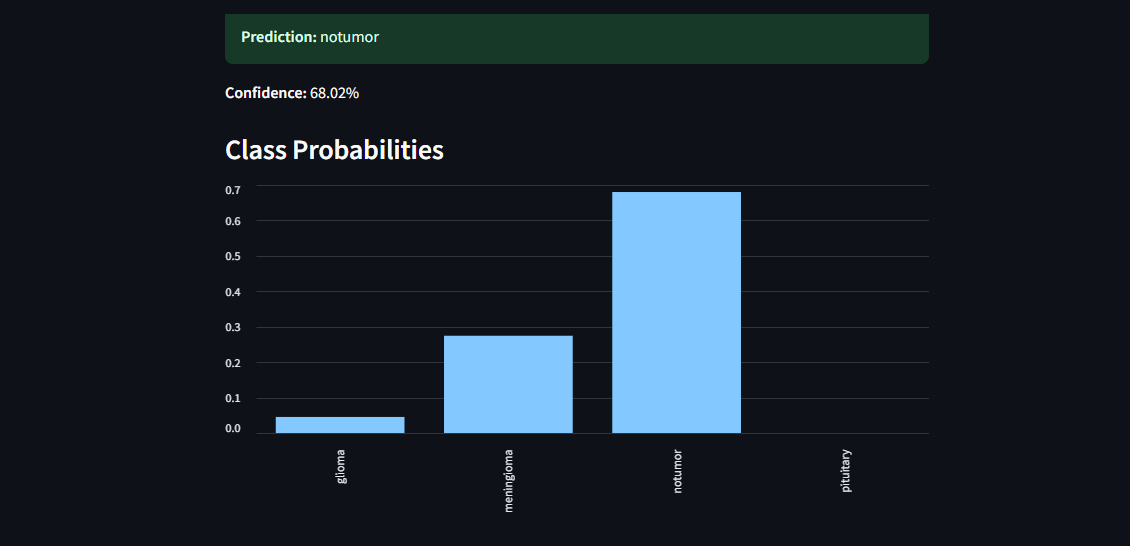 Prediction: notumor
Confidence: 68.02%
Class Probabilities
0.7
0.6
0.5
0.4
0.3
0.2
0.1
0.0
glioma
meningioma
notumor
pituitary